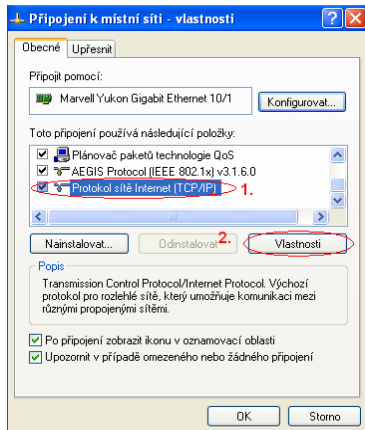 Připojení k místní síti - vlastnosti
Obecné Upřesnit
Připojit pomocí:
Marvell Yukon Gigabit Ethernet 10/1 Konfigurovat...
Toto připojení používá následující položky:
Plánovač paketů technologie QoS
AEGIS Protocol (IEEE 802.1x) v3.1.6.0
Protokol sítě Internet (TCP/IP) 1.
Nainstalovat... Odinstalovat 2. Vlastnosti
Popis
Transmission Control Protocol/Internet Protocol. Výchozí
protokol pro rozlehlé sítě, který umožňuje komunikaci mezi
různými propojenými sítěmi.
Po připojení zobrazit ikonu v oznamovací oblasti
Upozornit v případě omezeného nebo žádného připojení
OK Storno